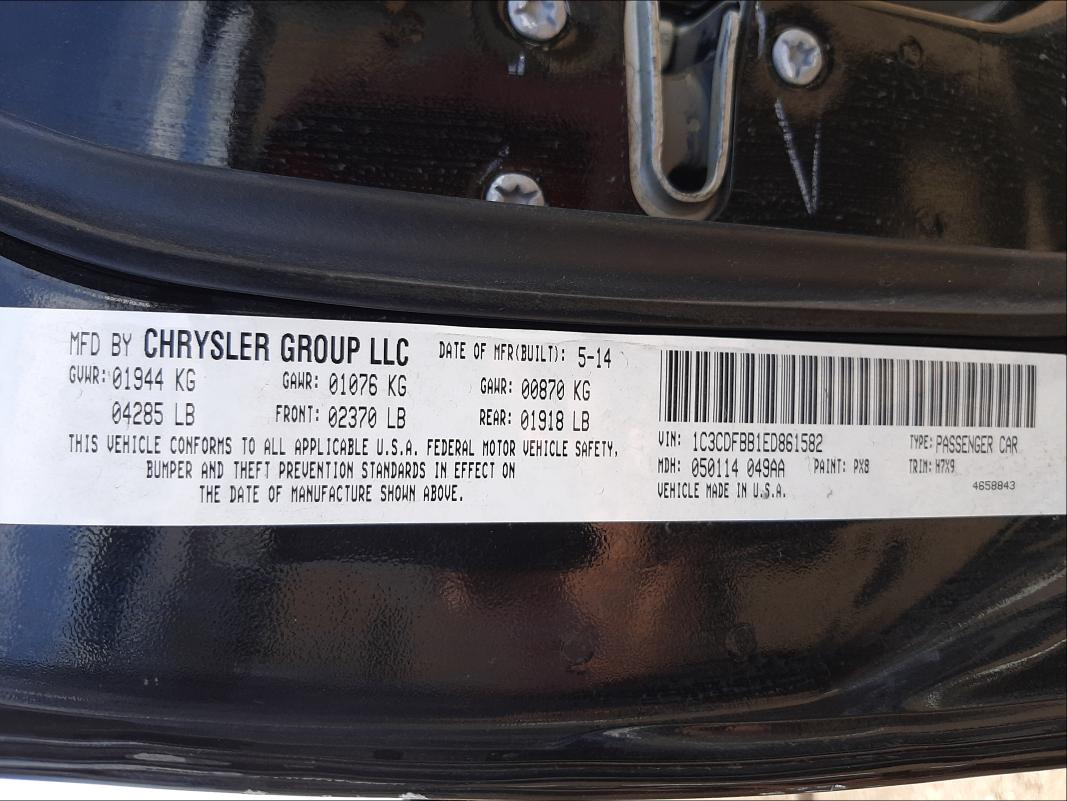 MFD BY CHRYSLER GROUP LLC DATE OF MFR(BUILT): 5-14
GVWR: 01944 KG GAWR: 01076 KG GAWR: 00870 KG
04285 LB FRONT: 02370 LB REAR: 01918 LB
THIS VEHICLE CONFORMS TO ALL APPLICABLE U.S.A. FEDERAL MOTOR VEHICLE SAFETY,
BUMPER AND THEFT PREVENTION STANDARDS IN EFFECT ON
THE DATE OF MANUFACTURE SHOWN ABOVE.
VIN: 1C3CDFBB1ED861582 TYPE: PASSENGER CAR
MDH: 050114 049AA PAINT: PX8 TRIM: H7X9
VEHICLE MADE IN U.S.A. 4658843